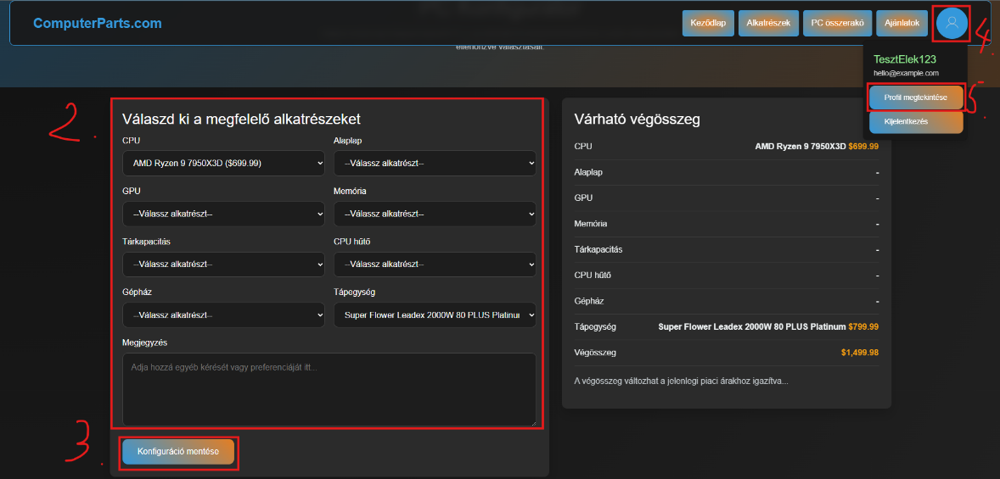 ComputerParts.com
Kezdőlap
Alkatrészek
PC összerakó
Ajánlatok
4.
ellenőrizve választásait.
TesztElek123
hello@example.com
Profil megtekintése
5.
Kijelentkezés
2.
Válaszd ki a megfelelő alkatrészeket
CPU
Alaplap
AMD Ryzen 9 7950X3D ($699.99)
--Válassz alkatrészt--
GPU
Memória
--Válassz alkatrészt--
--Válassz alkatrészt--
Tárkapacitás
CPU hűtő
--Válassz alkatrészt--
--Válassz alkatrészt--
Gépház
Tápegység
--Válassz alkatrészt--
Super Flower Leadex 2000W 80 PLUS Platinum
Megjegyzés
Adja hozzá egyéb kérését vagy preferenciáját itt...
3.
Konfiguráció mentése
Várható végösszeg
CPU AMD Ryzen 9 7950X3D $699.99
Alaplap -
GPU -
Memória -
Tárkapacitás -
CPU hűtő -
Gépház -
Tápegység Super Flower Leadex 2000W 80 PLUS Platinum $799.99
Végösszeg $1,499.98
A végösszeg változhat a jelenlegi piaci árakhoz igazítva...